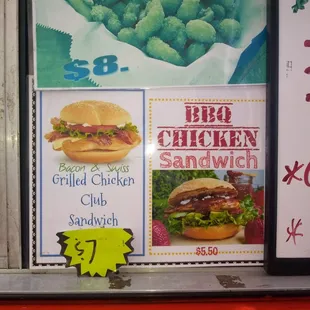 $8.
Bacon & Swiss
Grilled Chicken
Club
Sandwich
$7
BBQ
CHICKEN
Sandwich
$5.50